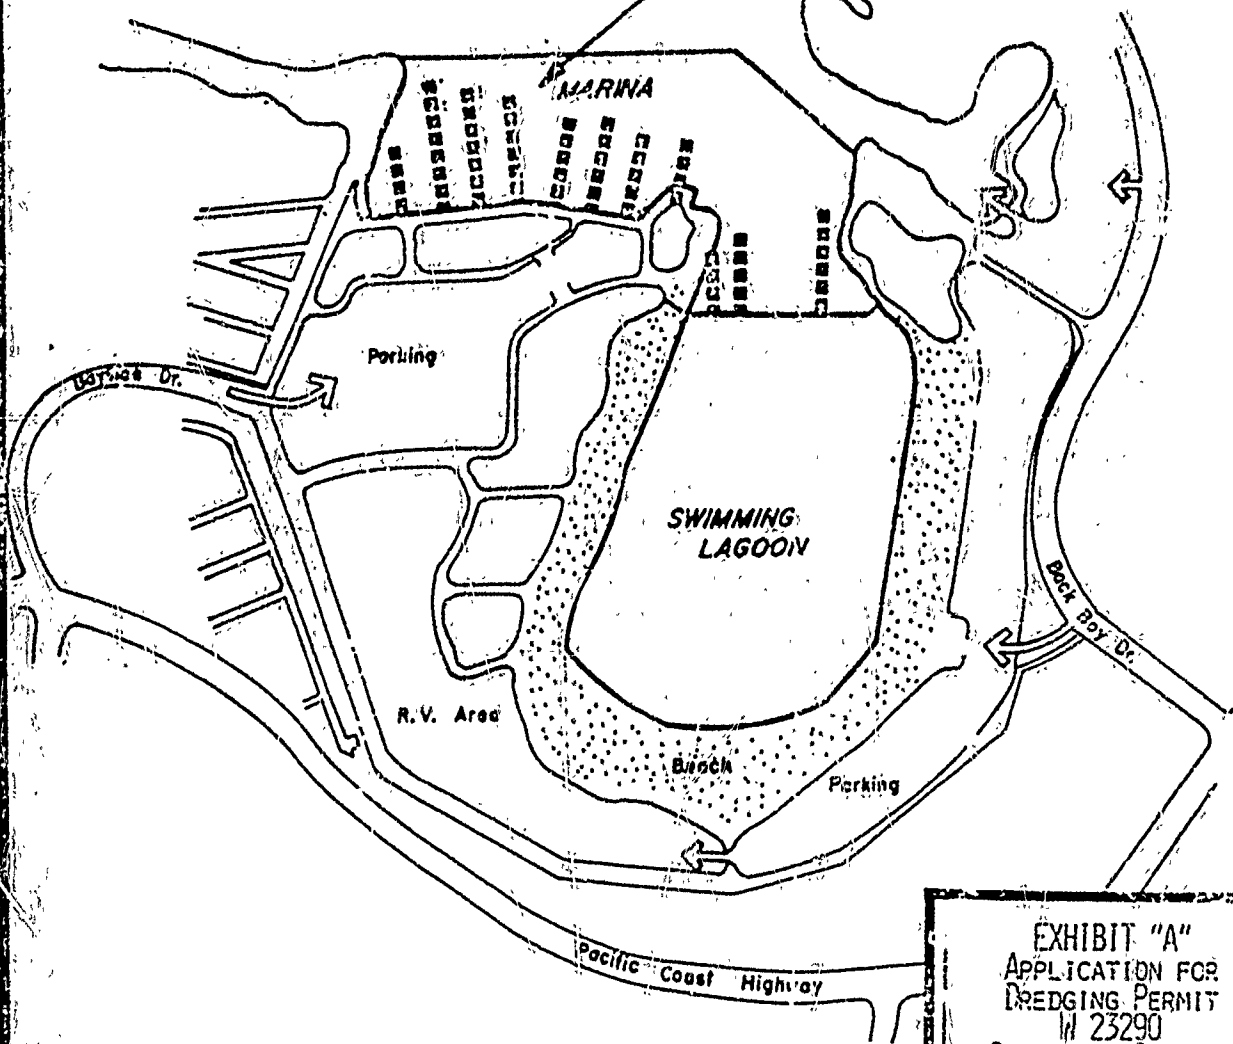 MARINA
Parking
Bayside Dr.
SWIMMING
LAGOON
Back Bay Dr.
R.V. Area
Beach
Parking
Pacific Coast Highway
EXHIBIT "A"
APPLICATION FOR
DREDGING PERMIT
W 23290